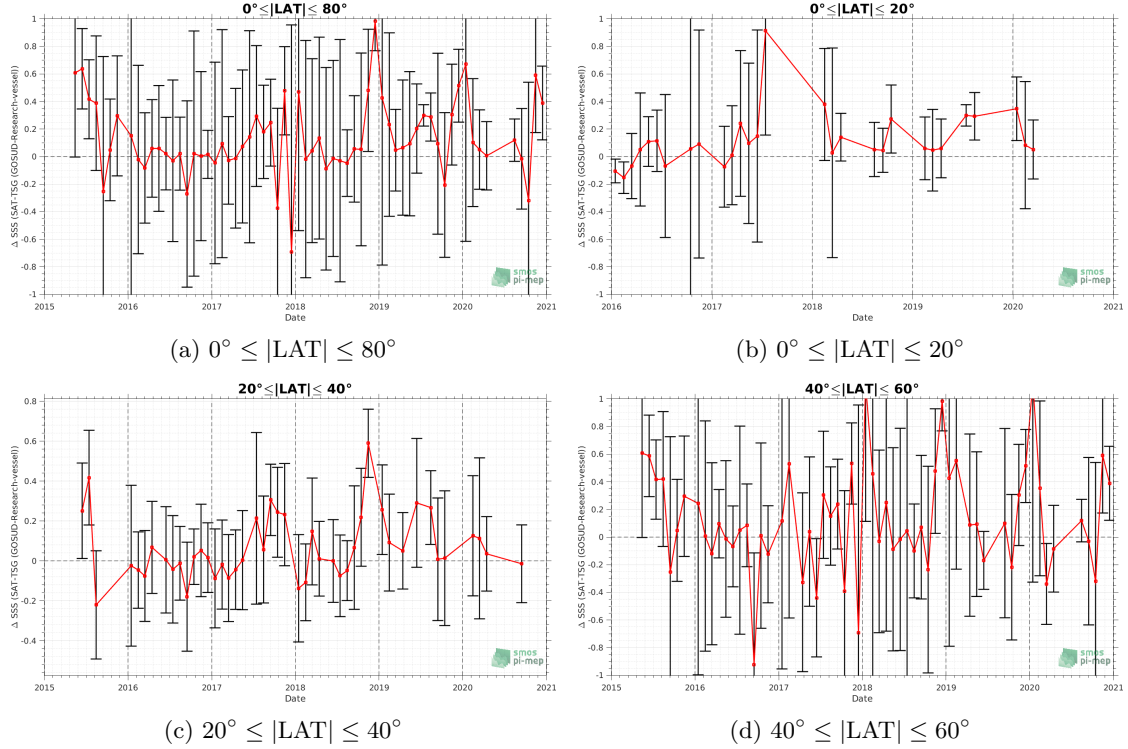 0°≤|LAT|≤ 80°
Δ SSS (SAT-TSG (GOSUD-Research-vessel))
1
0.8
0.6
0.4
0.2
0
-0.2
-0.4
-0.6
-0.8
-1
2015 2016 2017 2018 2019 2020 2021
Date
smos
pi-mep
(a) 0° ≤ |LAT| ≤ 80°
0°≤|LAT|≤ 20°
Δ SSS (SAT-TSG (GOSUD-Research-vessel))
1
0.8
0.6
0.4
0.2
0
-0.2
-0.4
-0.6
-0.8
-1
2016 2017 2018 2019 2020 2021
Date
smos
pi-mep
(b) 0° ≤ |LAT| ≤ 20°
20°≤|LAT|≤ 40°
Δ SSS (SAT-TSG (GOSUD-Research-vessel))
0.8
0.6
0.4
0.2
0
-0.2
-0.4
2015 2016 2017 2018 2019 2020 2021
Date
smos
pi-mep
(c) 20° ≤ |LAT| ≤ 40°
40°≤|LAT|≤ 60°
Δ SSS (SAT-TSG (GOSUD-Research-vessel))
1
0.8
0.6
0.4
0.2
0
-0.2
-0.4
-0.6
-0.8
-1
2015 2016 2017 2018 2019 2020 2021
Date
smos
pi-mep
(d) 40° ≤ |LAT| ≤ 60°